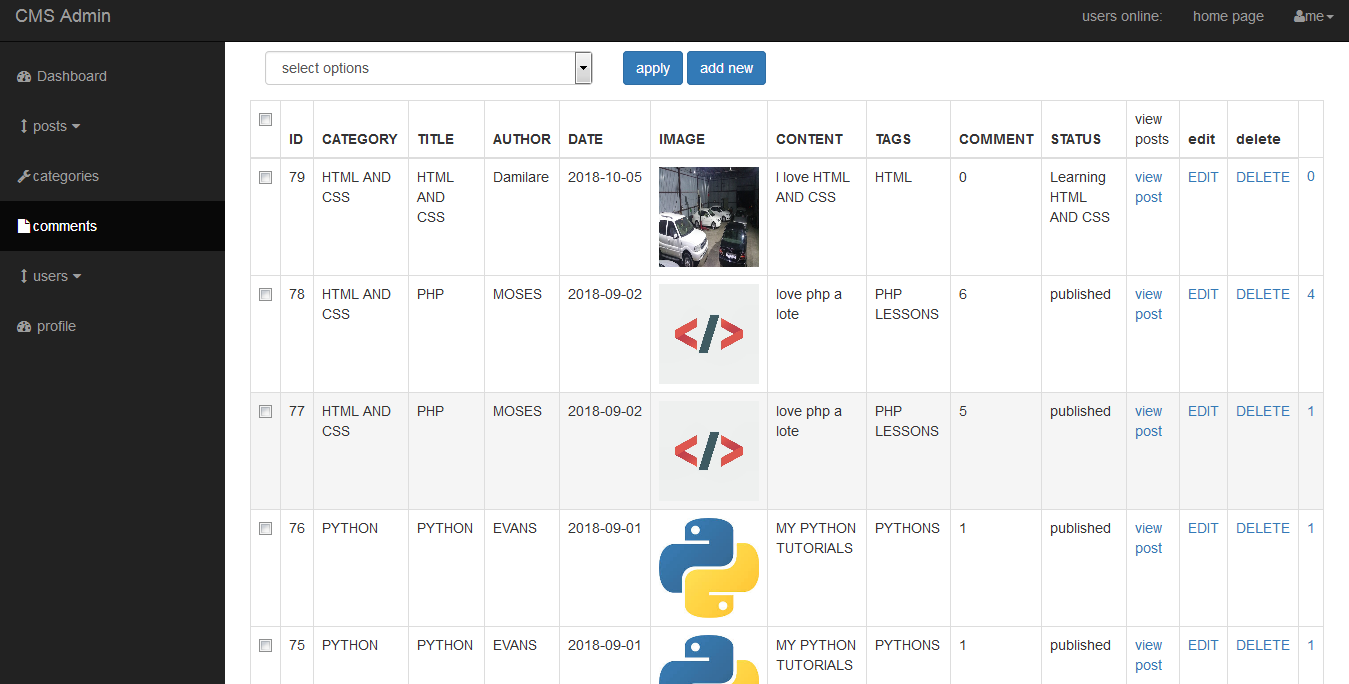 CMS Admin
users online:
home page
me
Dashboard
posts
categories
comments
users
profile
select options
apply
add new
ID CATEGORY TITLE AUTHOR DATE IMAGE CONTENT TAGS COMMENT STATUS view posts edit delete
79 HTML AND CSS HTML AND CSS Damilare 2018-10-05 I love HTML AND CSS HTML 0 Learning HTML AND CSS view post EDIT DELETE 0
78 HTML AND CSS PHP MOSES 2018-09-02 love php a lote PHP LESSONS 6 published view post EDIT DELETE 4
77 HTML AND CSS PHP MOSES 2018-09-02 love php a lote PHP LESSONS 5 published view post EDIT DELETE 1
76 PYTHON PYTHON EVANS 2018-09-01 MY PYTHON TUTORIALS PYTHONS 1 published view post EDIT DELETE 1
75 PYTHON PYTHON EVANS 2018-09-01 MY PYTHON TUTORIALS PYTHONS 1 published view post EDIT DELETE 1